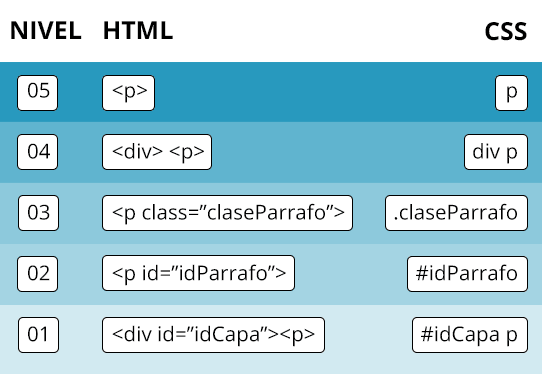 NIVEL HTML CSS
05 <p> p
04 <div> <p> div p
03 <p class=”claseParrafo”> .claseParrafo
02 <p id=”idParrafo”> #idParrafo
01 <div id=”idCapa”><p> #idCapa p